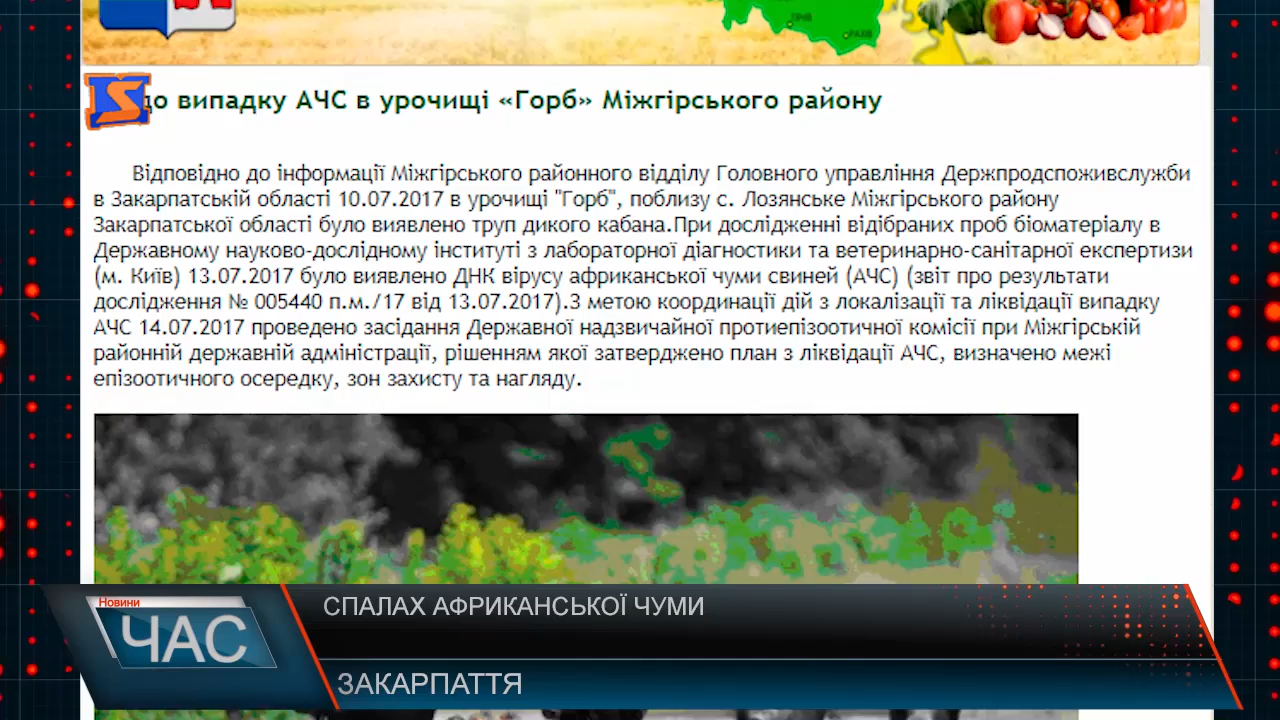 РАХІВ
S
до випадку АЧС в урочищі «Горб» Міжгірського району
Відповідно до інформації Міжгірського районного відділу Головного управління Держпродспоживслужби
в Закарпатській області 10.07.2017 в урочищі "Горб", поблизу с. Лозянське Міжгірського району
Закарпатської області було виявлено труп дикого кабана.При дослідженні відібраних проб біоматеріалу в
Державному науково-дослідному інституті з лабораторної діагностики та ветеринарно-санітарної експертизи
(м. Київ) 13.07.2017 було виявлено ДНК вірусу африканської чуми свиней (АЧС) (звіт про результати
дослідження № 005440 п.м./17 від 13.07.2017).З метою координації дій з локалізації та ліквідації випадку
АЧС 14.07.2017 проведено засідання Державної надзвичайної протиепізоотичної комісії при Міжгірській
районній державній адміністрації, рішенням якої затверджено план з ліквідації АЧС, визначено межі
епізоотичного осередку, зон захисту та нагляду.
Новини
ЧАС
СПАЛАХ АФРИКАНСЬКОЇ ЧУМИ
ЗАКАРПАТТЯ